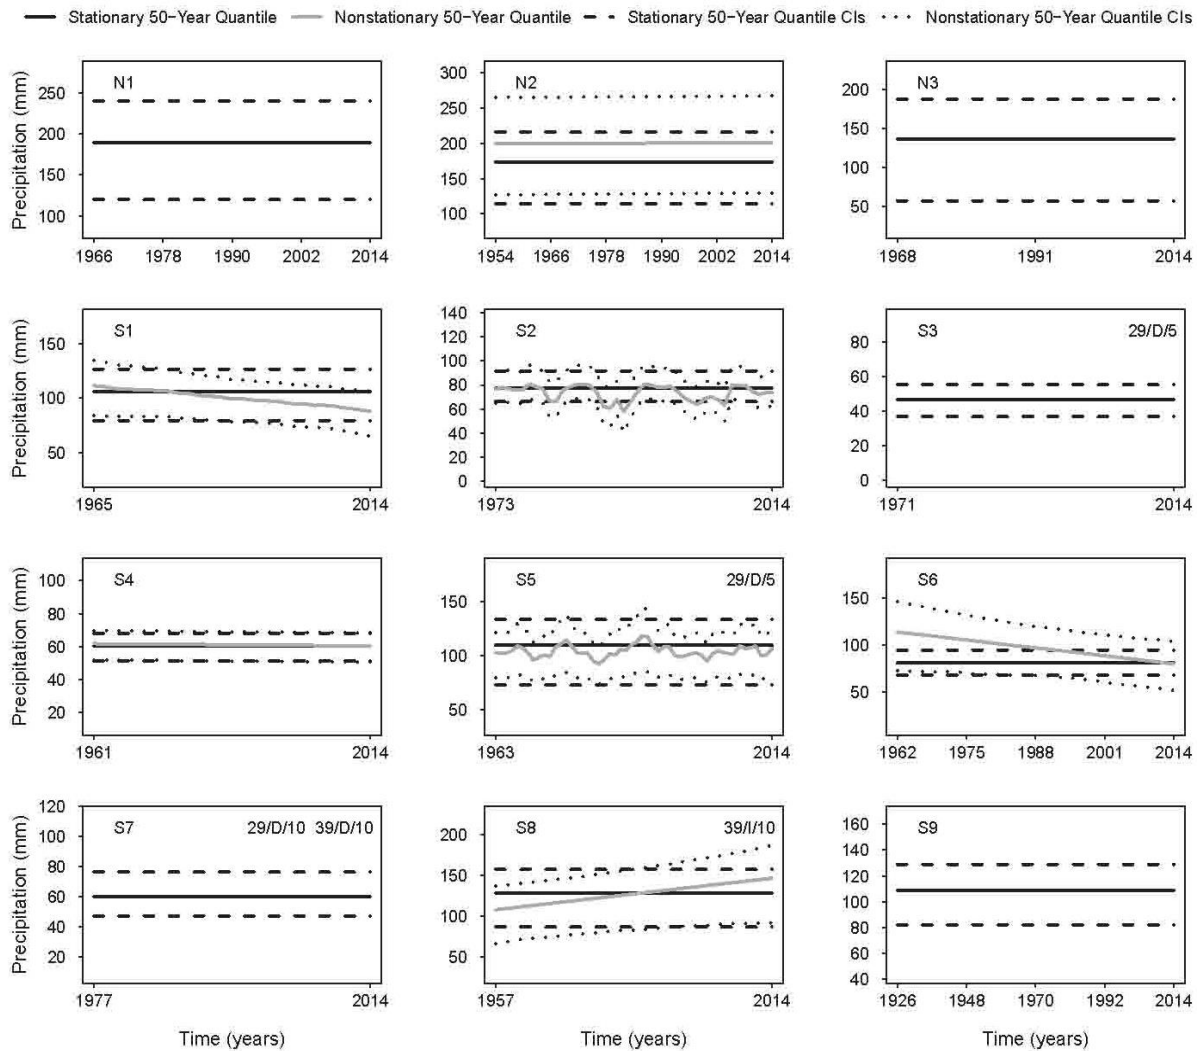 Stationary 50−Year Quantile Nonstationary 50−Year Quantile Stationary 50−Year Quantile CIs Nonstationary 50−Year Quantile CIs
Precipitation (mm)
N1
250
200
150
100
1966 1978 1990 2002 2014
N2
300
250
200
150
100
1954 1966 1978 1990 2002 2014
N3
200
150
100
50
1968 1991 2014
Precipitation (mm)
S1
150
100
50
1965 2014
S2
140
120
100
80
60
40
20
0
1973 2014
S3 29/D/5
80
60
40
20
0
1971 2014
Precipitation (mm)
S4
100
80
60
40
20
1961 2014
S5 29/D/5
150
100
50
1963 2014
S6
150
100
50
1962 1975 1988 2001 2014
Precipitation (mm)
S7 29/D/10 39/D/10
120
100
80
60
40
20
1977 2014
S8 39/I/10
200
150
100
50
1957 2014
S9
160
140
120
100
80
60
40
1926 1948 1970 1992 2014
Time (years) Time (years) Time (years)